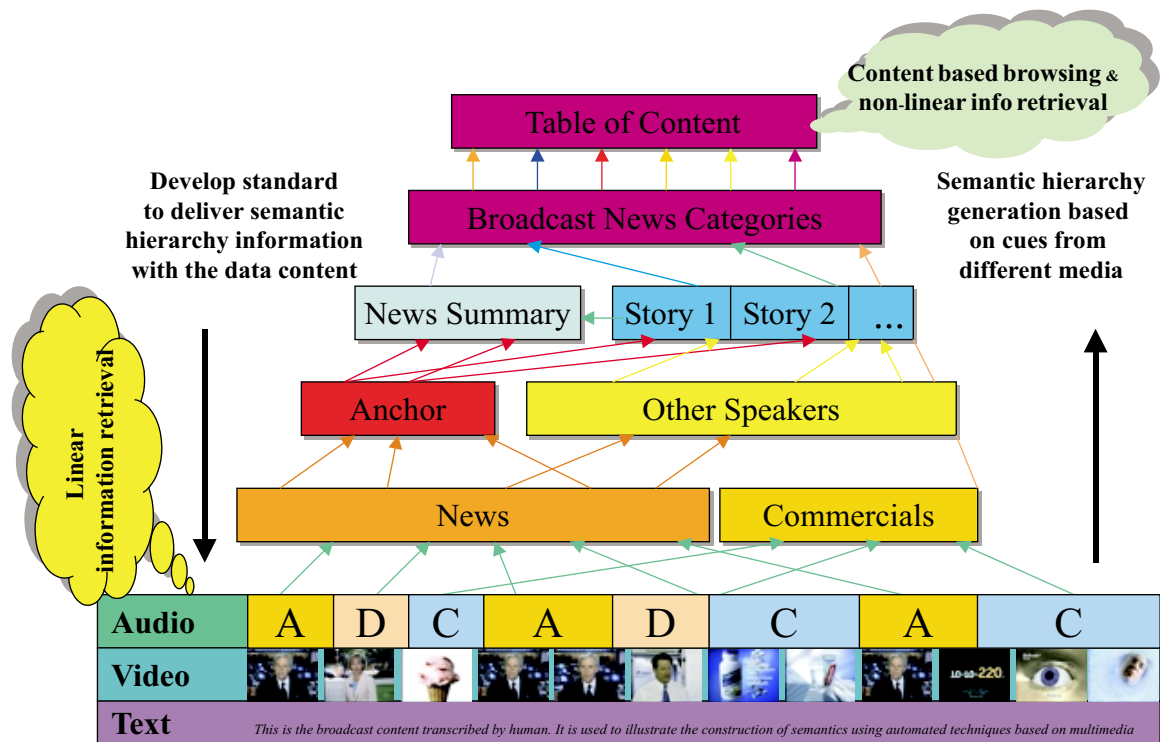 Content based browsing &
non-linear info retrieval
Table of Content
Develop standard
to deliver semantic
hierarchy information
with the data content
Semantic hierarchy
generation based
on cues from
different media
Broadcast News Categories
News Summary
Story 1
Story 2
...
Linear
information retrieval
Anchor
Other Speakers
News
Commercials
Audio
A
D
C
A
D
C
A
C
Video
10-10-220
Text
This is the broadcast content transcribed by human. It is used to illustrate the construction of semantics using automated techniques based on multimedia